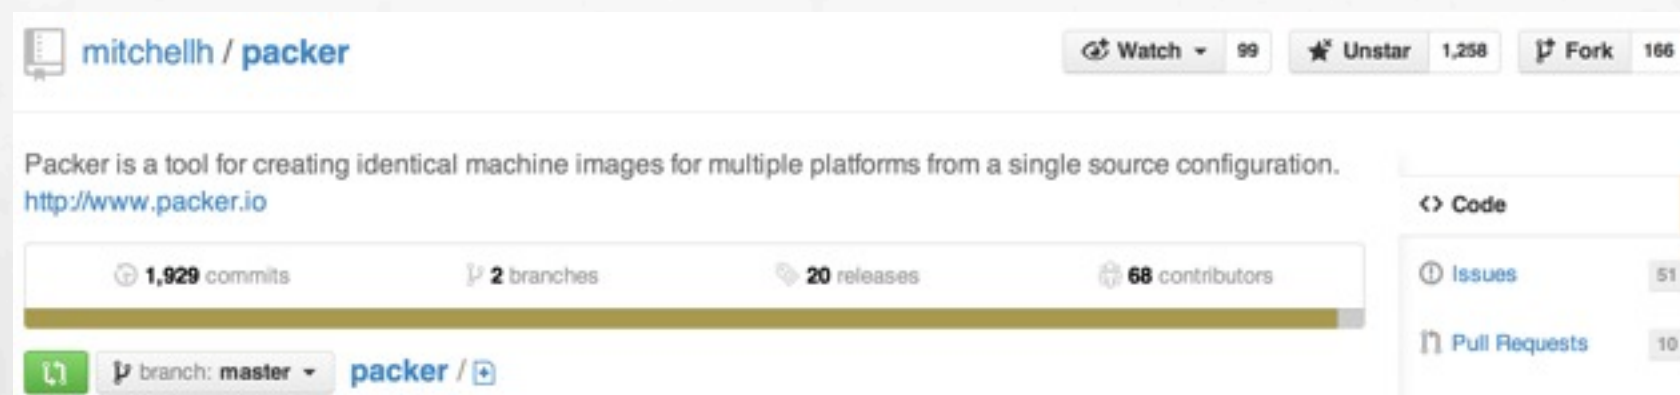 mitchellh / packer
Watch 99 Unstar 1,258 Fork 166
Packer is a tool for creating identical machine images for multiple platforms from a single source configuration.
http://www.packer.io
1,929 commits 2 branches 20 releases 68 contributors
branch: master packer /
Code
Issues 51
Pull Requests 10